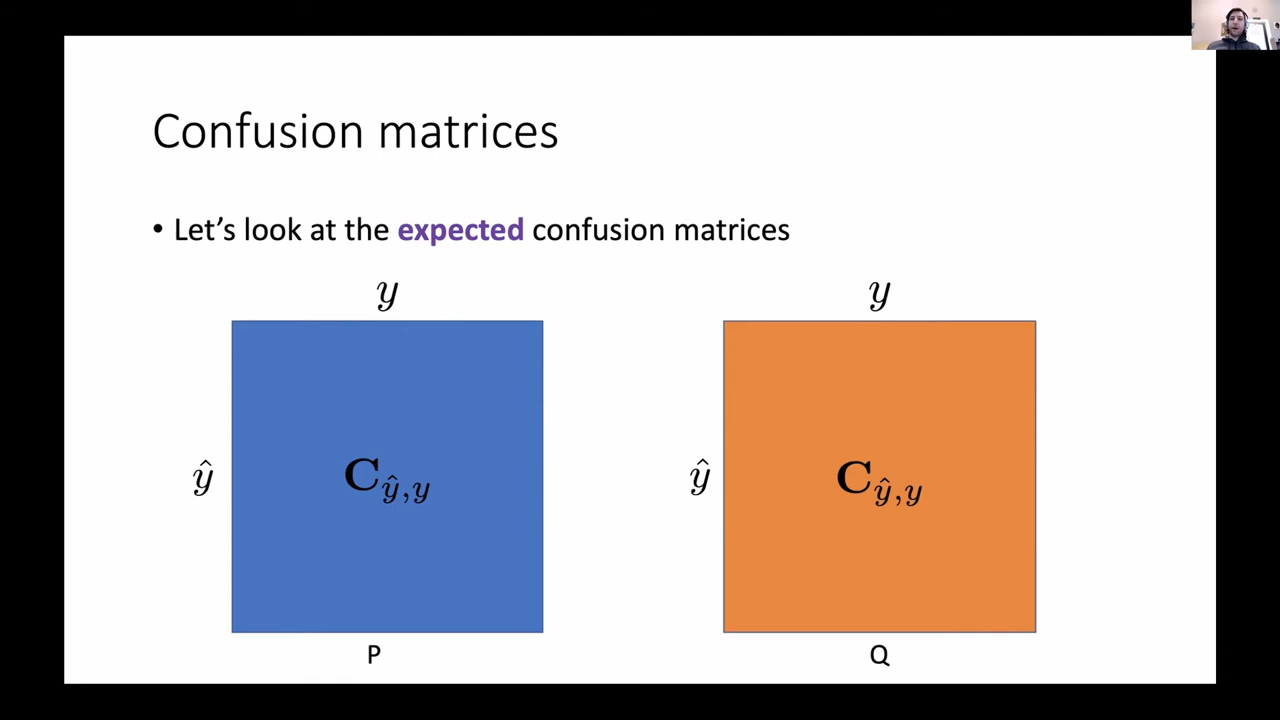 Confusion matrices
• Let's look at the expected confusion matrices
y y
ŷ C_{ŷ,y} ŷ C_{ŷ,y}
P Q